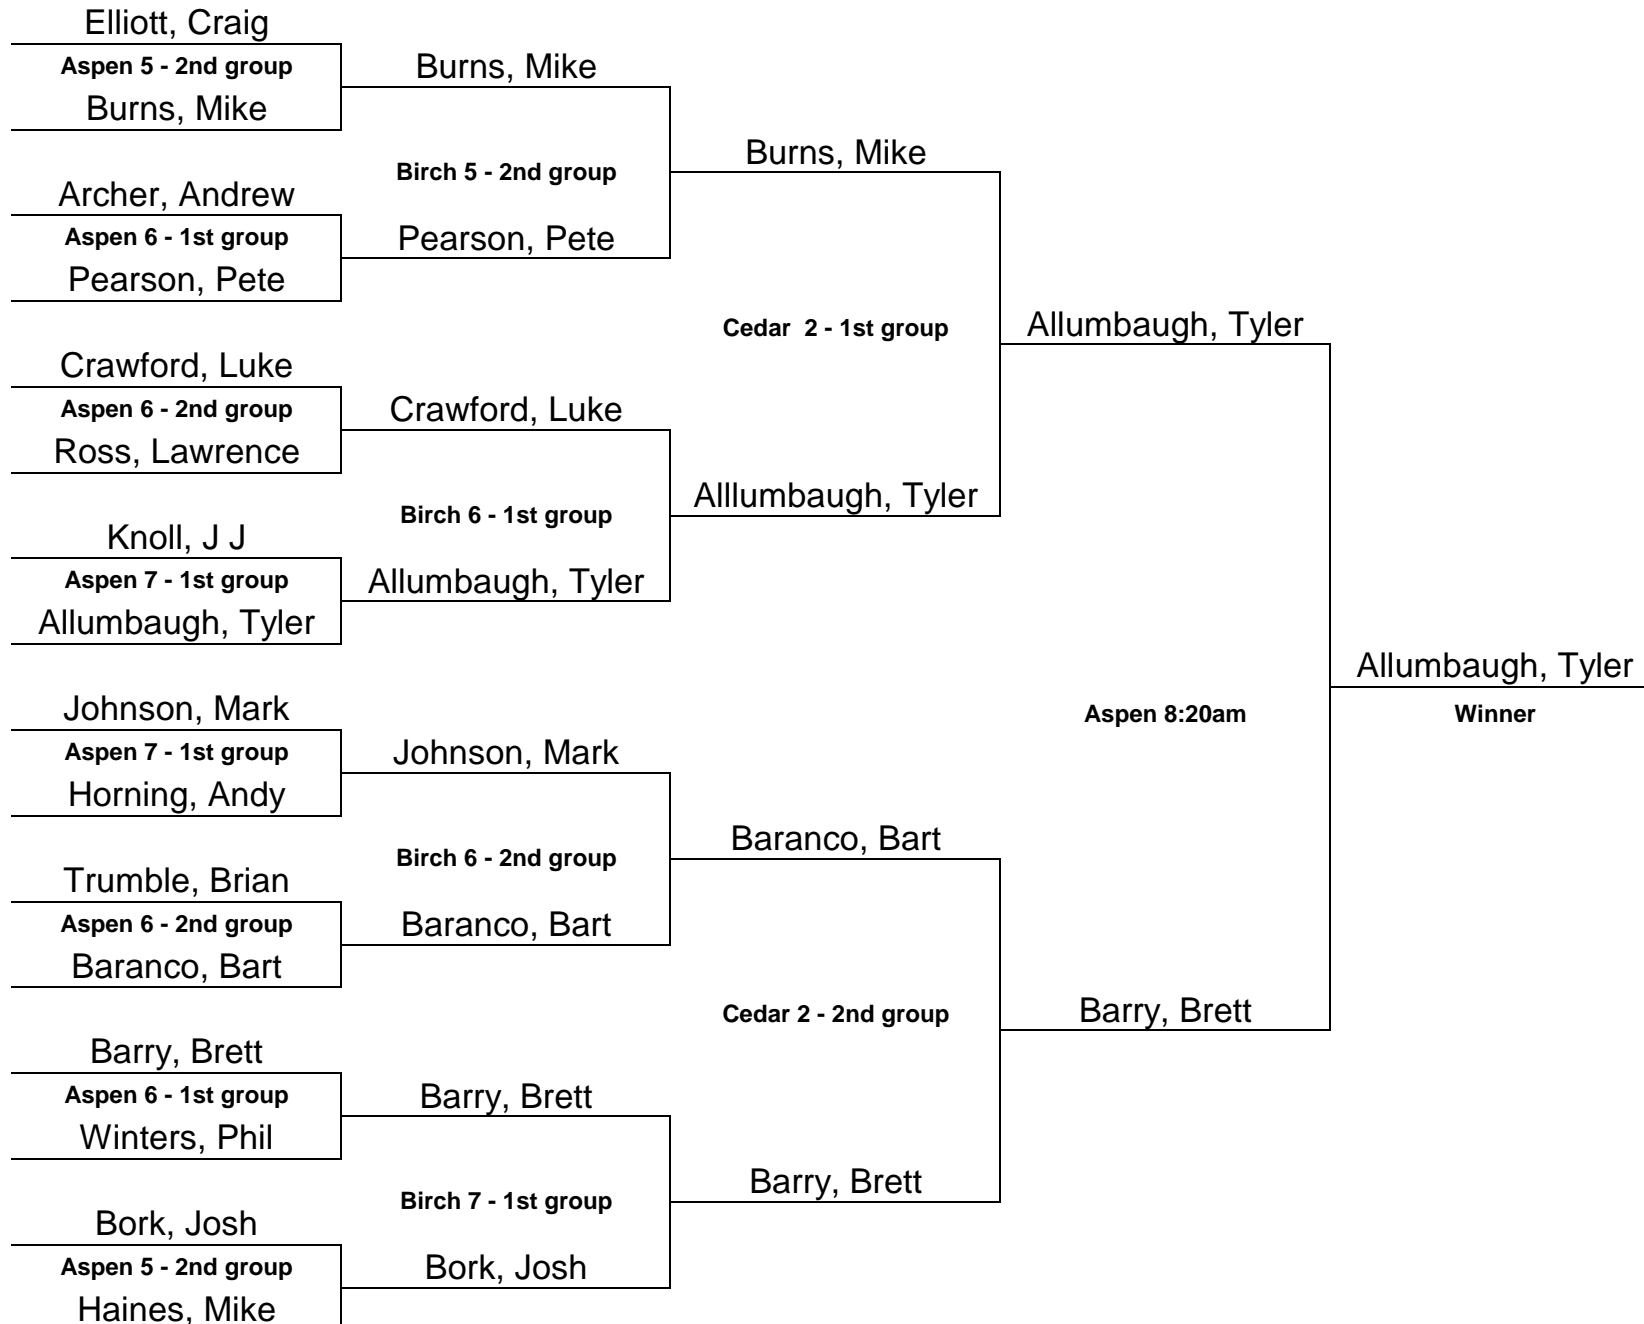 Elliott, Craig
Aspen 5 - 2nd group
Burns, Mike
Archer, Andrew
Aspen 6 - 1st group
Pearson, Pete
Crawford, Luke
Aspen 6 - 2nd group
Ross, Lawrence
Knoll, J J
Aspen 7 - 1st group
Allumbaugh, Tyler
Johnson, Mark
Aspen 7 - 1st group
Horning, Andy
Trumble, Brian
Aspen 6 - 2nd group
Baranco, Bart
Barry, Brett
Aspen 6 - 1st group
Winters, Phil
Bork, Josh
Aspen 5 - 2nd group
Haines, Mike
Burns, Mike
Birch 5 - 2nd group
Pearson, Pete
Crawford, Luke
Birch 6 - 1st group
Allumbaugh, Tyler
Johnson, Mark
Birch 6 - 2nd group
Baranco, Bart
Barry, Brett
Birch 7 - 1st group
Bork, Josh
Burns, Mike
Cedar  2 - 1st group
Alllumbaugh, Tyler
Baranco, Bart
Cedar 2 - 2nd group
Barry, Brett
Allumbaugh, Tyler
Aspen 8:20am
Barry, Brett
Allumbaugh, Tyler
Winner